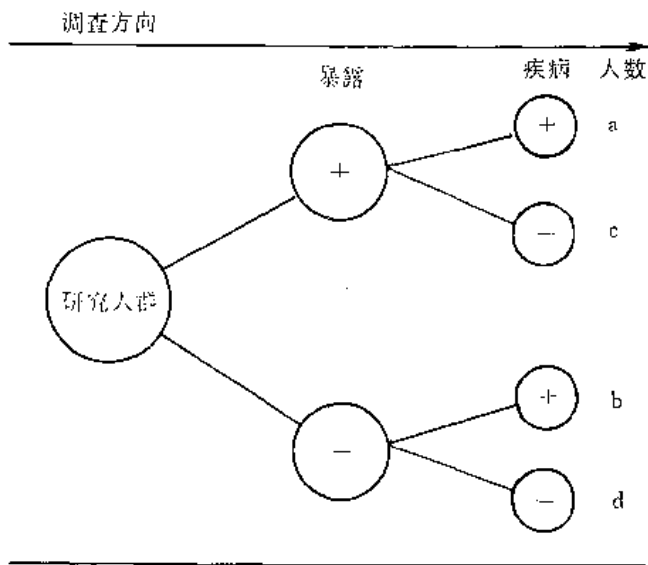 调查方向
暴露 疾病 人数
+ a
+
- c
研究人群
+ b
-
- d